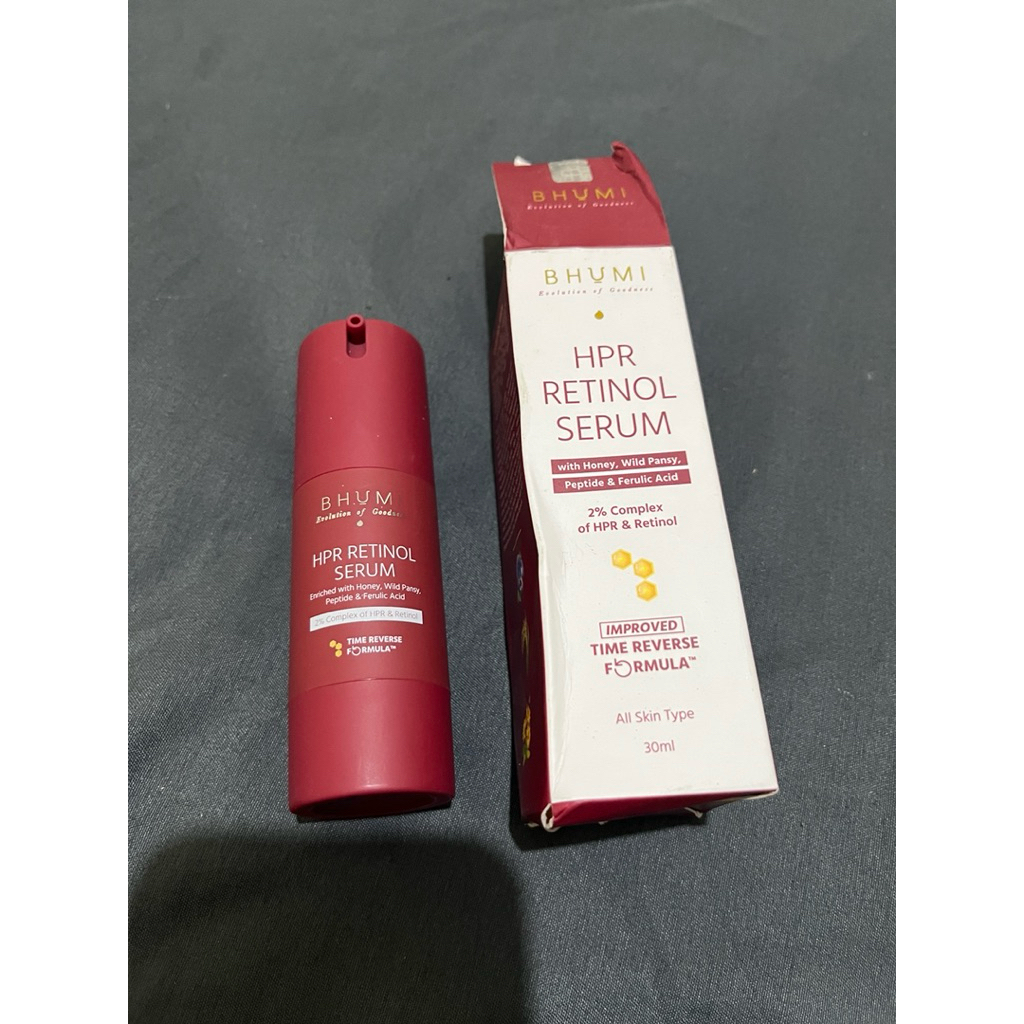 BHUMI
Evolution of Goodness
HPR RETINOL
SERUM
Enriched with Honey, Wild Pansy,
Peptide & Ferulic Acid
2% Complex of HPR & Retinol
TIME REVERSE
FORMULA™
BHUMI
Evolution of Goodness
BHUMI
Evolution of Goodness
HPR
RETINOL
SERUM
with Honey, Wild Pansy,
Peptide & Ferulic Acid
2% Complex
of HPR & Retinol
IMPROVED
TIME REVERSE
FORMULA™
All Skin Type
30ml